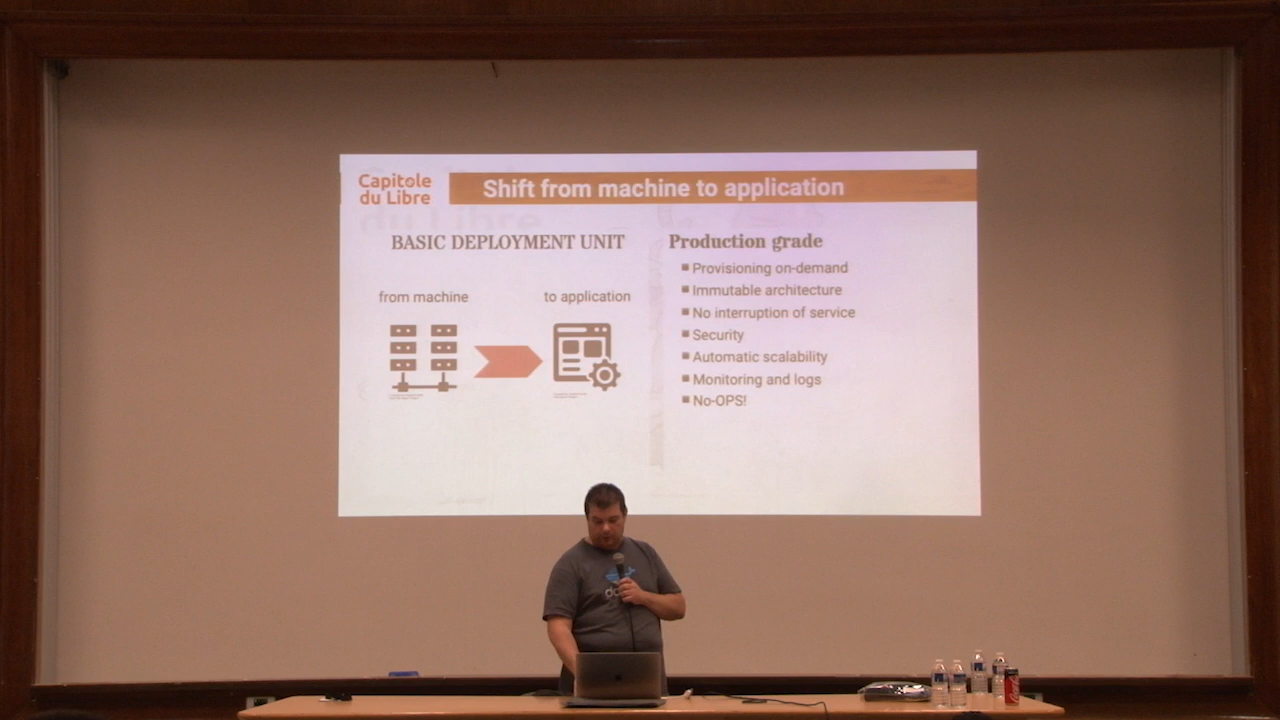 Capitole
du Libre
Shift from machine to application
BASIC DEPLOYMENT UNIT
from machine
to application
Production grade
Provisioning on-demand
Immutable architecture
No interruption of service
Security
Automatic scalability
Monitoring and logs
No-OPS!